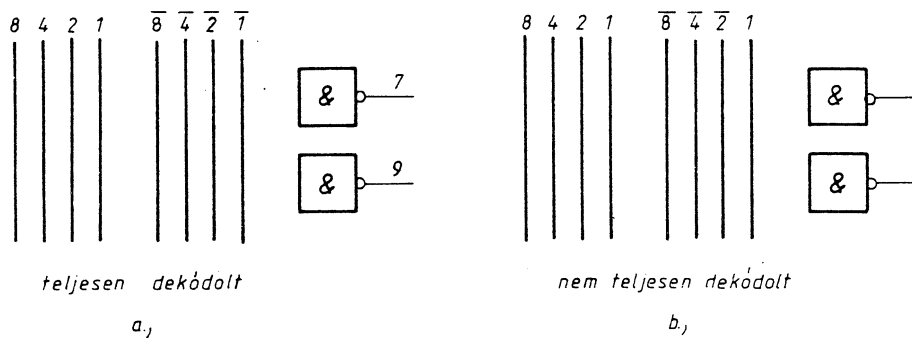 8 4 2 1 8̅ 4̅ 2̅ 1̅
& 7
& 9
teljesen dekódolt
a.,
8 4 2 1 8̅ 4̅ 2̅ 1
&
&
nem teljesen dekódolt
b.,